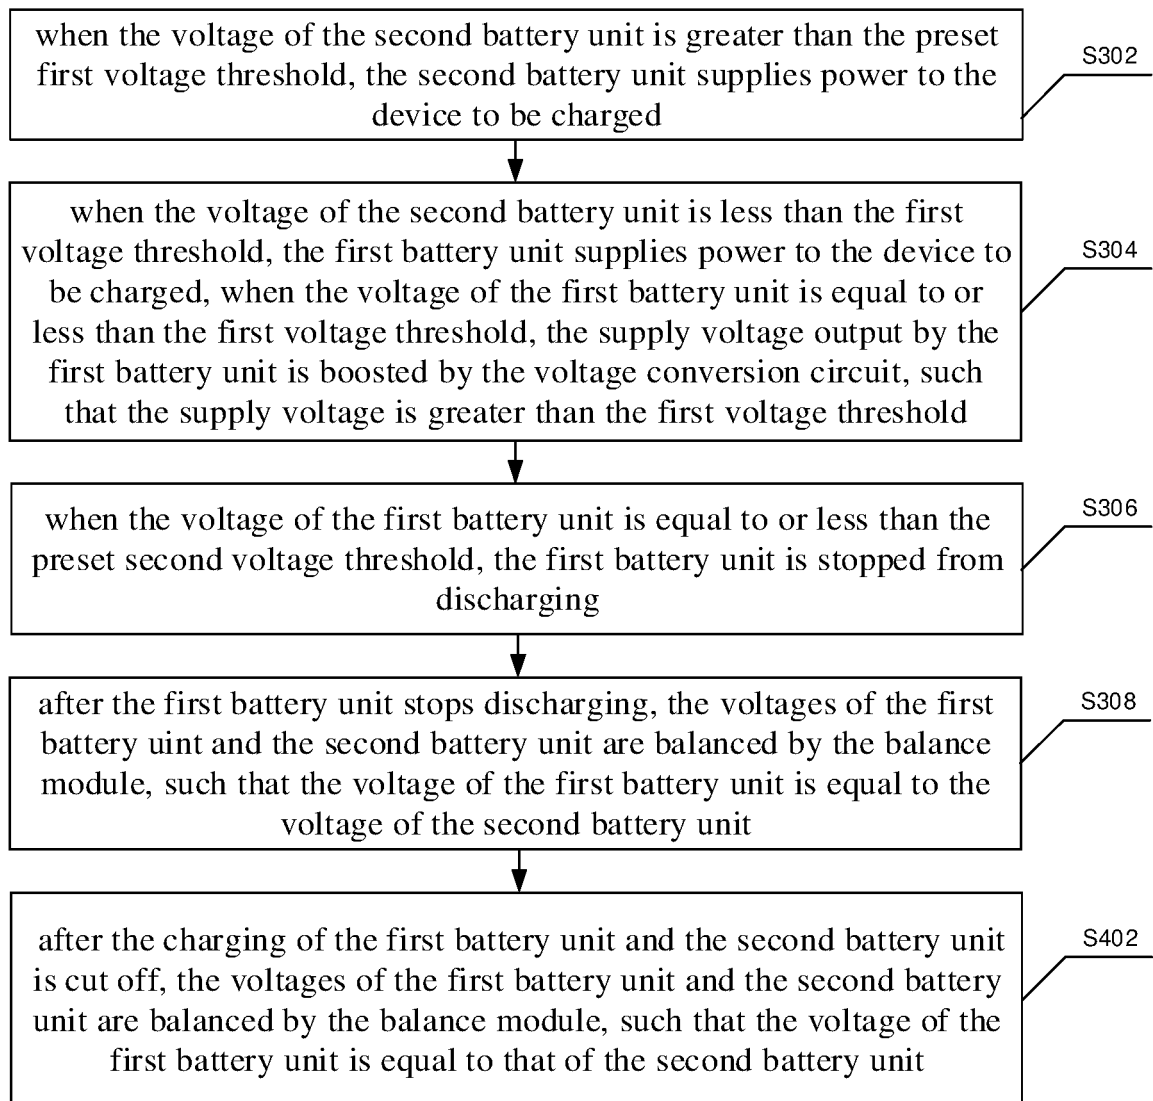 when the voltage of the second battery unit is greater than the preset
first voltage threshold, the second battery unit supplies power to the
device to be charged
S302
when the voltage of the second battery unit is less than the first
voltage threshold, the first battery unit supplies power to the device to
be charged, when the voltage of the first battery unit is equal to or
less than the first voltage threshold, the supply voltage output by the
first battery unit is boosted by the voltage conversion circuit, such
that the supply voltage is greater than the first voltage threshold
S304
when the voltage of the first battery unit is equal to or less than the
preset second voltage threshold, the first battery unit is stopped from
discharging
S306
after the first battery unit stops discharging, the voltages of the first
battery uint and the second battery unit are balanced by the balance
module, such that the voltage of the first battery unit is equal to the
voltage of the second battery unit
S308
after the charging of the first battery unit and the second battery unit
is cut off, the voltages of the first battery unit and the second battery
unit are balanced by the balance module, such that the voltage of the
first battery unit is equal to that of the second battery unit
S402